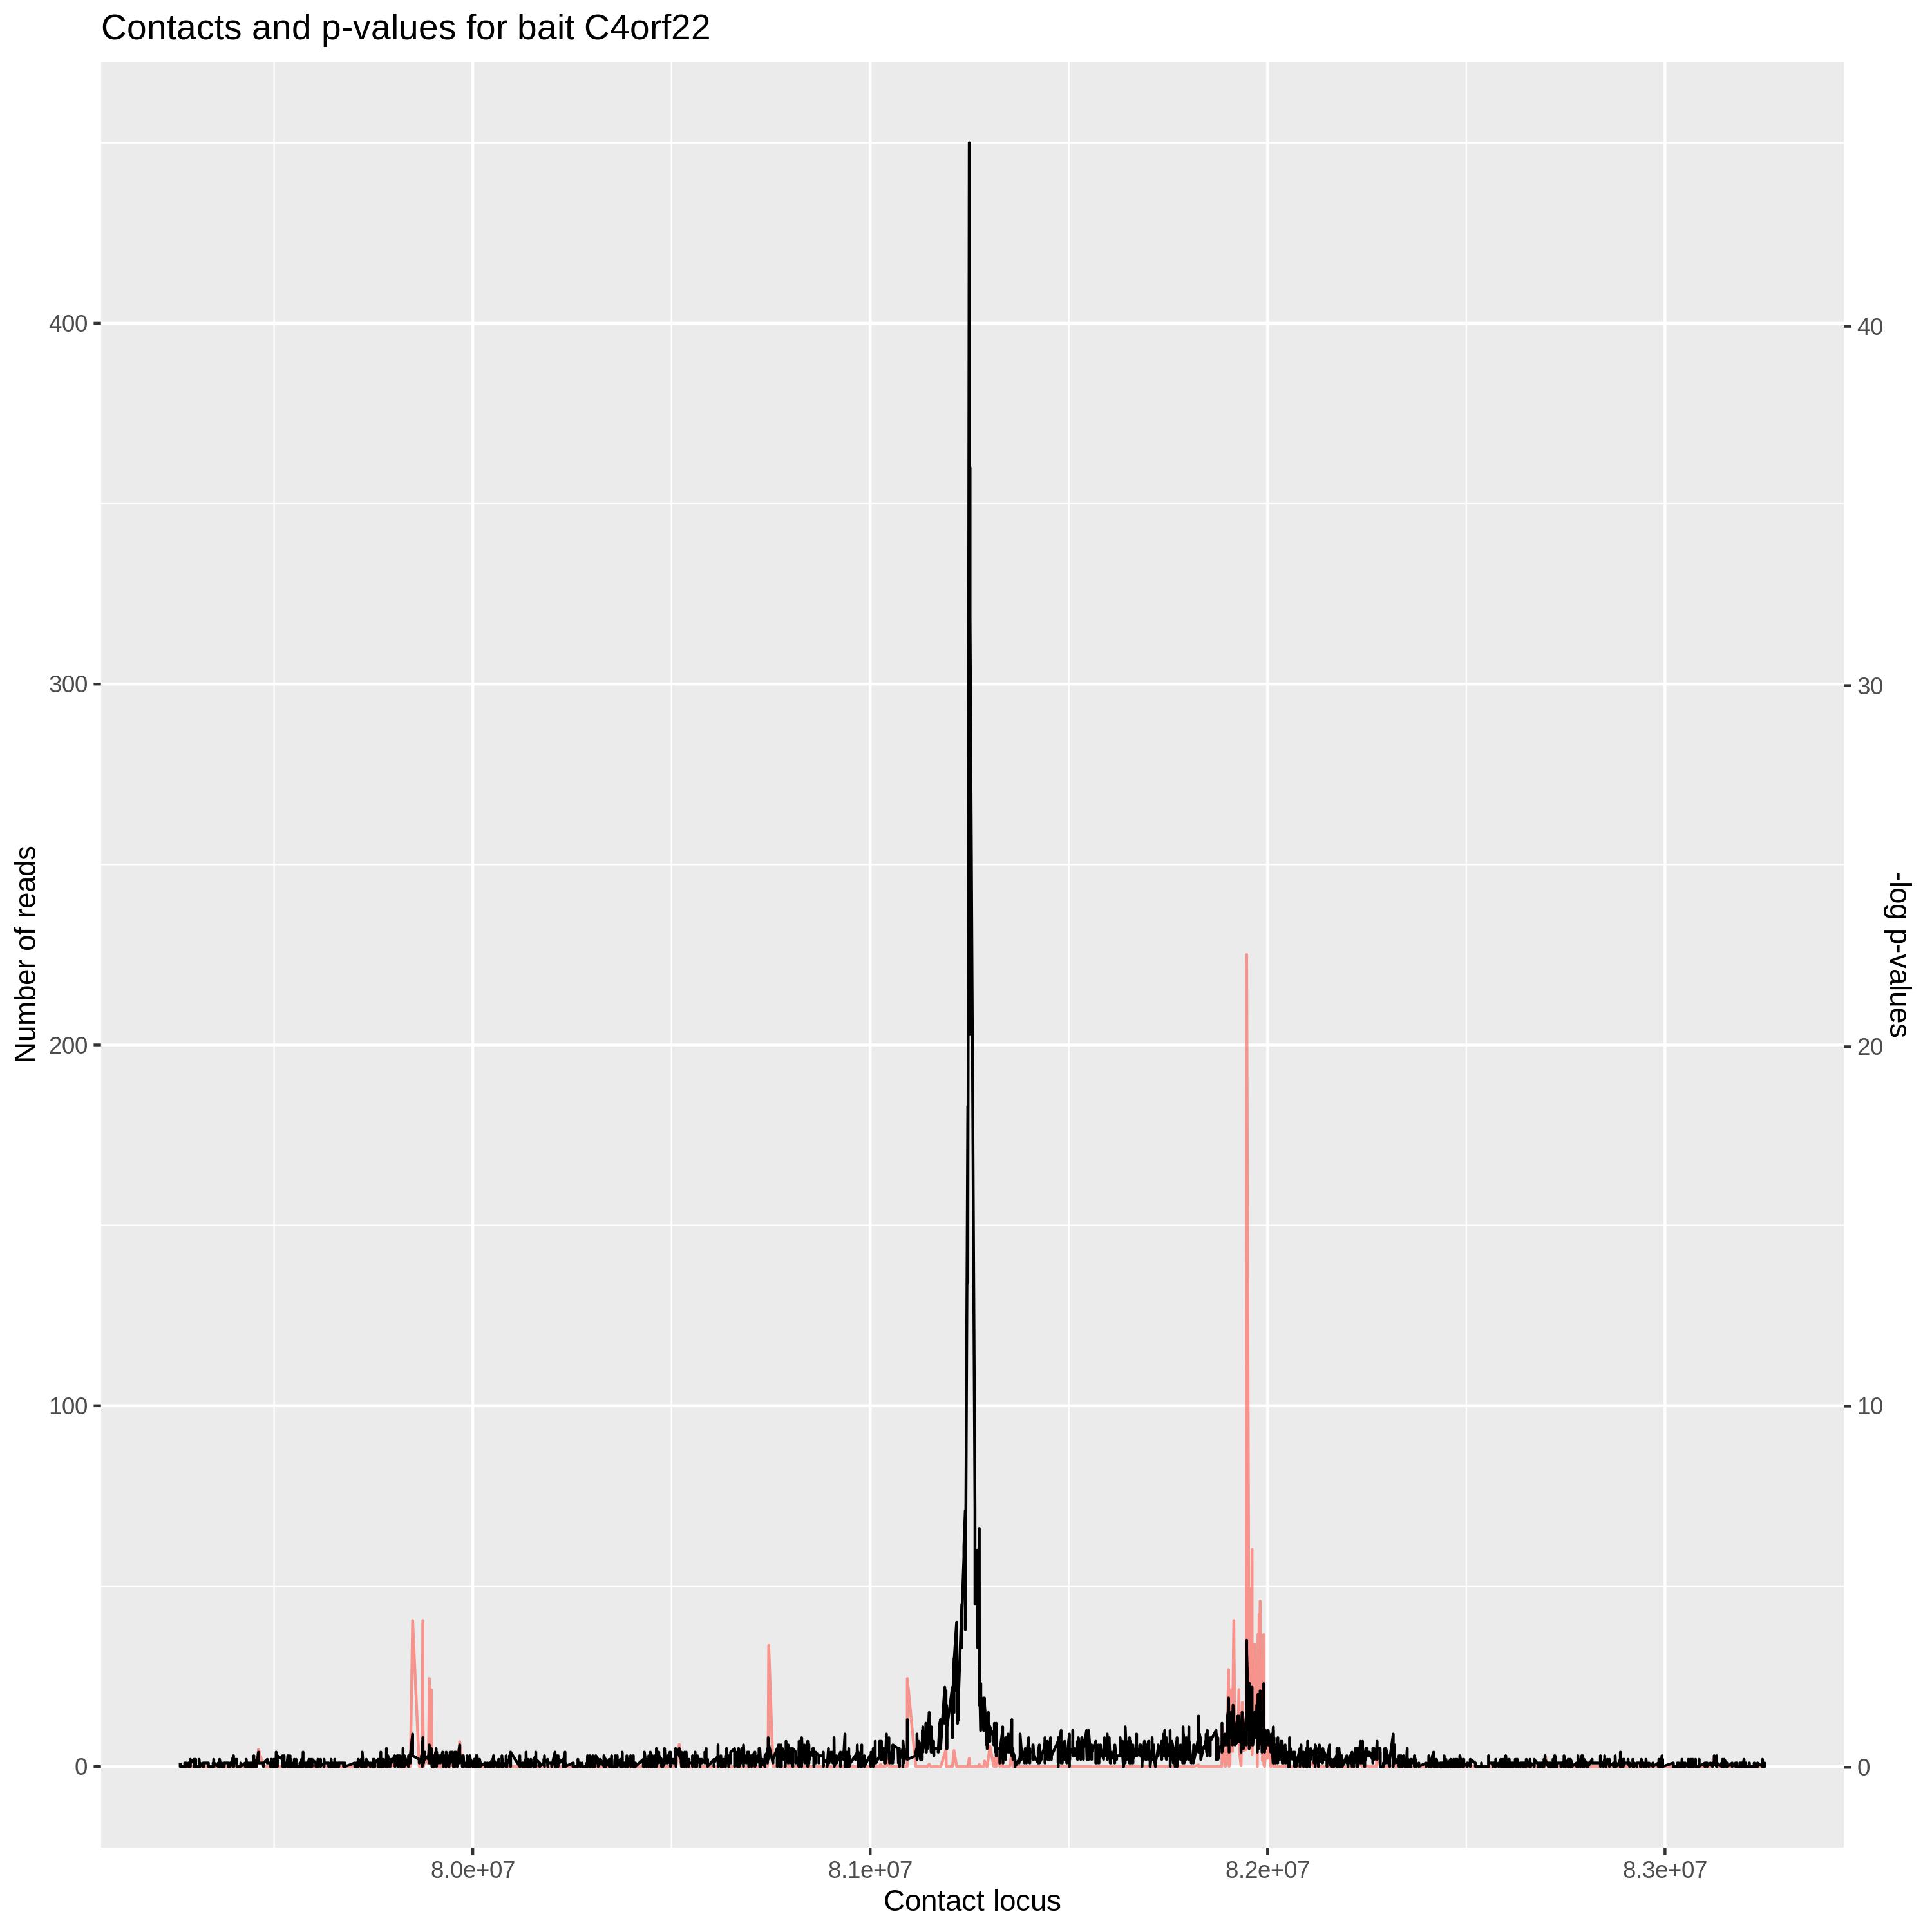 Contacts and p-values for bait C4orf22
400
300
200
100
0
40
30
20
10
0
Number of reads
-log p-values
8.0e+07
8.1e+07
8.2e+07
8.3e+07
Contact locus